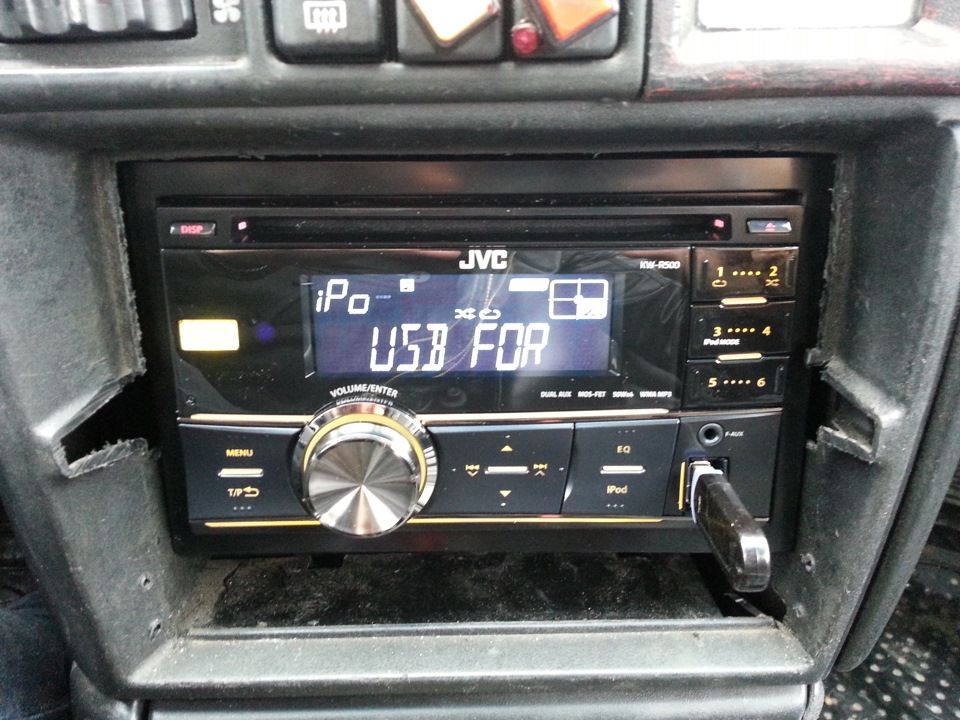 DISP
JVC
KW-R500
1 •••• 2
iPo
USB FOR
3 •••• 4
iPod MODE
5 •••• 6
VOLUME/ENTER
DUAL AUX MOS-FET 50Wx4 WMA MP3
MENU
T/P
EQ
iPod
F-AUX